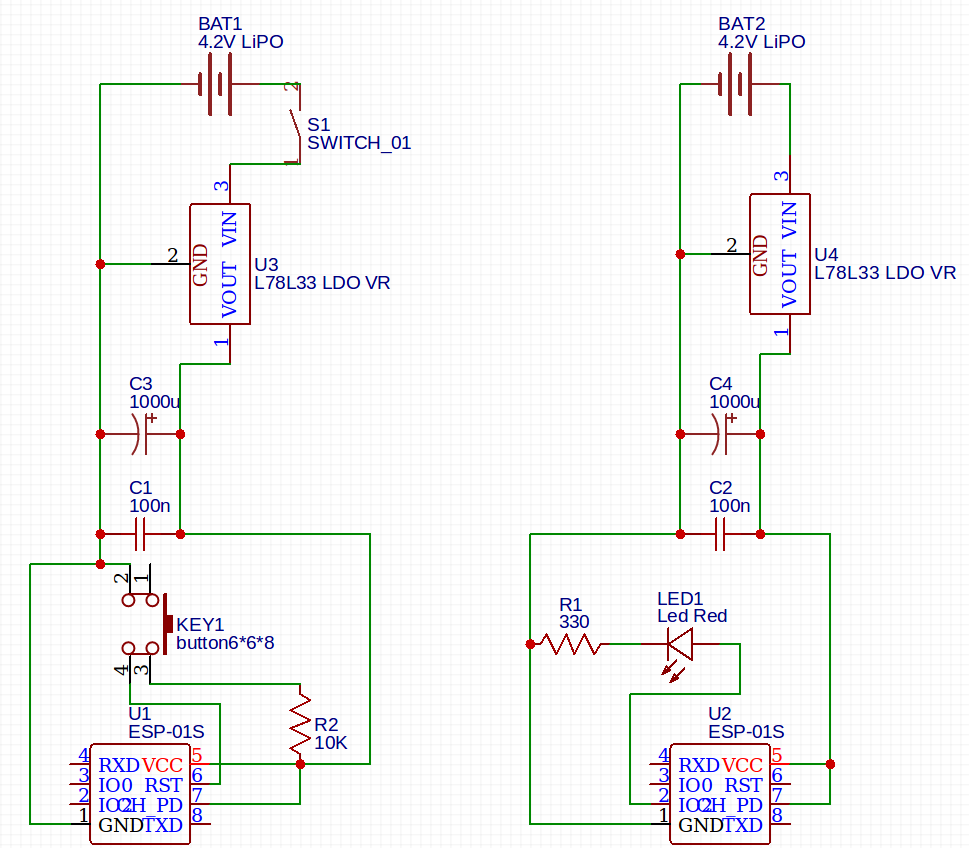 BAT1
4.2V LiPO
2
S1
SWITCH_01
1
3
VIN
GND
2
VOUT
U3
L78L33 LDO VR
1
C3
1000u
C1
100n
2
1
KEY1
button6*6*8
4
3
R2
10K
U1
ESP-01S
4 RXD VCC 5
3 IO0 RST 6
2 IO2 CH_PD 7
1 GND TXD 8
BAT2
4.2V LiPO
3
VIN
GND
2
VOUT
U4
L78L33 LDO VR
1
C4
1000u
C2
100n
R1
330
LED1
Led Red
U2
ESP-01S
4 RXD VCC 5
3 IO0 RST 6
2 IO2 CH_PD 7
1 GND TXD 8